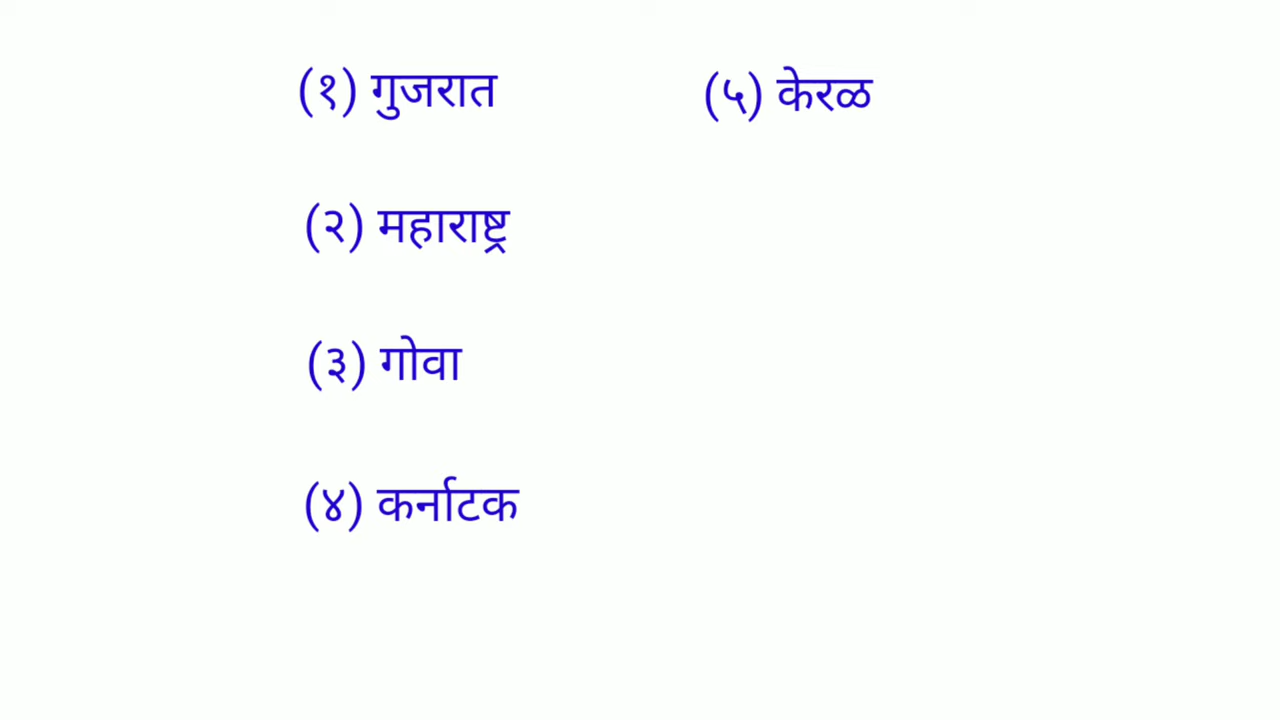 (१) गुजरात
(२) महाराष्ट्र
(३) गोवा
(४) कर्नाटक
(५) केरळ